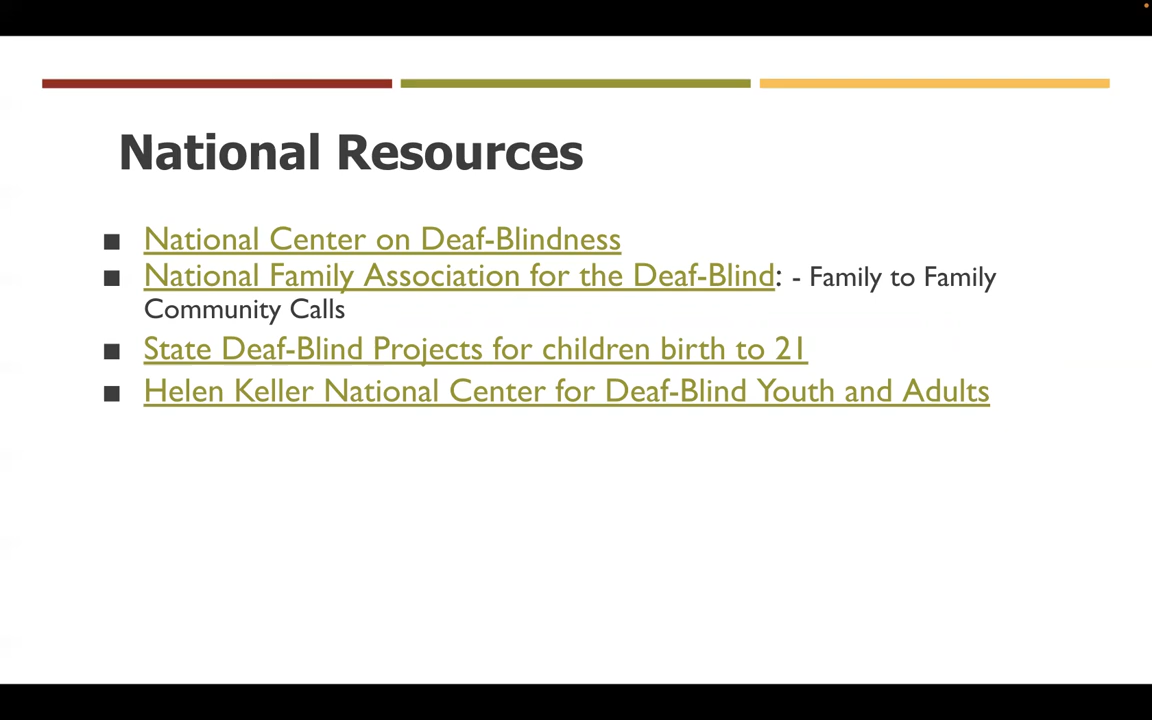 National Resources
■ National Center on Deaf-Blindness
■ National Family Association for the Deaf-Blind: - Family to Family
Community Calls
■ State Deaf-Blind Projects for children birth to 21
■ Helen Keller National Center for Deaf-Blind Youth and Adults